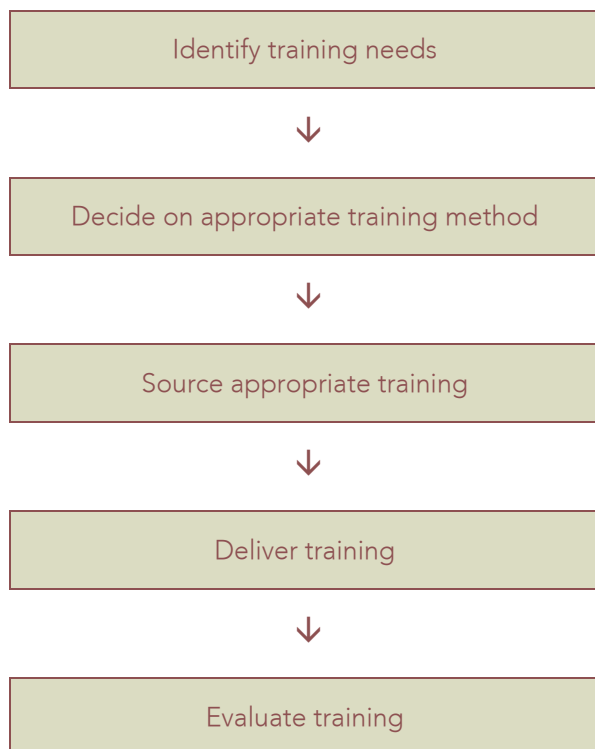 Identify training needs
Decide on appropriate training method
Source appropriate training
Deliver training
Evaluate training